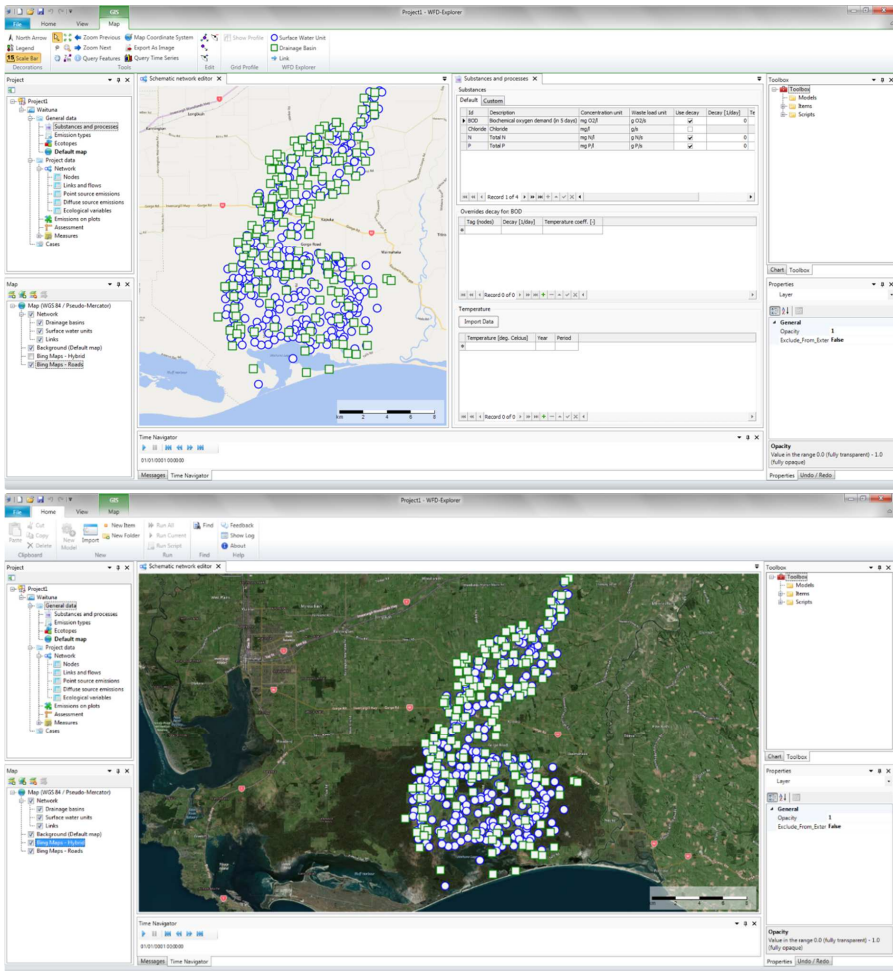 Project1 - WFD-Explorer
GIS
File Home View Map
North Arrow Zoom Previous Map Coordinate System Show Profile Surface Water Unit
Legend Zoom Next Export As Image Drainage Basin
Scale Bar Query Features Query Time Series Link
Decorations Tools Edit Grid Profile WFD Explorer
Project
Project1
Waituna
General data
Substances and processes
Emission types
Ecotopes
Default map
Project data
Network
Nodes
Links and flows
Point source emissions
Diffuse source emissions
Ecological variables
Emissions on plots
Assessment
Measures
Cases
Map
Map (WGS 84 / Pseudo-Mercator)
Network
Drainage basins
Surface water units
Links
Background (Default map)
Bing Maps - Hybrid
Bing Maps - Roads
Schematic network editor
km 2 4 6 8
Substances and processes
Substances
Default Custom
Id Description Concentration unit Waste load unit Use decay Decay [1/day] Te
BOD Biochemical oxygen demand (in 5 days) mg O2/l g O2/s 0
Chloride Chloride mg/l g/s
N Total N mg N/l g N/s 0
P Total P mg P/l g P/s 0
Record 1 of 4
Overrides decay for: BOD
Tag (nodes) Decay [1/day] Temperature coeff. [-]
Record 0 of 0
Temperature
Import Data
Temperature [deg. Celcius] Year Period
Record 0 of 0
Toolbox
Toolbox
Models
Items
Scripts
Chart Toolbox
Properties
Layer
General
Opacity 1
Exclude_From_Exter False
Opacity
Value in the range 0.0 (fully transparent) - 1.0
(fully opaque)
Properties Undo / Redo
Time Navigator
01/01/0001 00:00:00
Messages Time Navigator
Project1 - WFD-Explorer
GIS
File Home View Map
Paste Cut New Model Import New Item Run All Find Feedback
Copy New Folder Run Current Show Log
Delete Run Script About
Clipboard New Run Find Help
Project
Project1
Waituna
General data
Substances and processes
Emission types
Ecotopes
Default map
Project data
Network
Nodes
Links and flows
Point source emissions
Diffuse source emissions
Ecological variables
Emissions on plots
Assessment
Measures
Cases
Map
Map (WGS 84 / Pseudo-Mercator)
Network
Drainage basins
Surface water units
Links
Background (Default map)
Bing Maps - Hybrid
Bing Maps - Roads
Schematic network editor
Toolbox
Toolbox
Models
Items
Scripts
Chart Toolbox
Properties
Layer
General
Opacity 1
Exclude_From_Exter False
Opacity
Value in the range 0.0 (fully transparent) - 1.0
(fully opaque)
Properties Undo / Redo
Time Navigator
01/01/0001 00:00:00
Messages Time Navigator